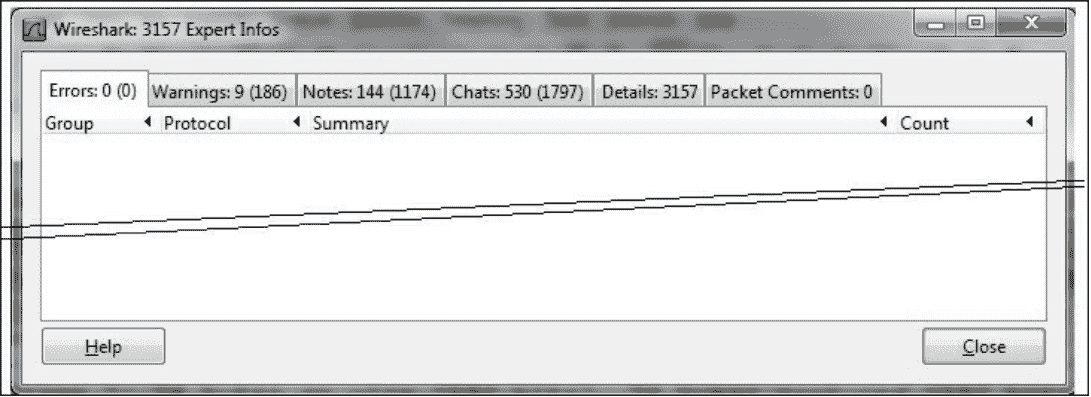 Wireshark: 3157 Expert Infos
Errors: 0 (0) Warnings: 9 (186) Notes: 144 (1174) Chats: 530 (1797) Details: 3157 Packet Comments: 0
Group Protocol Summary Count
Help Close